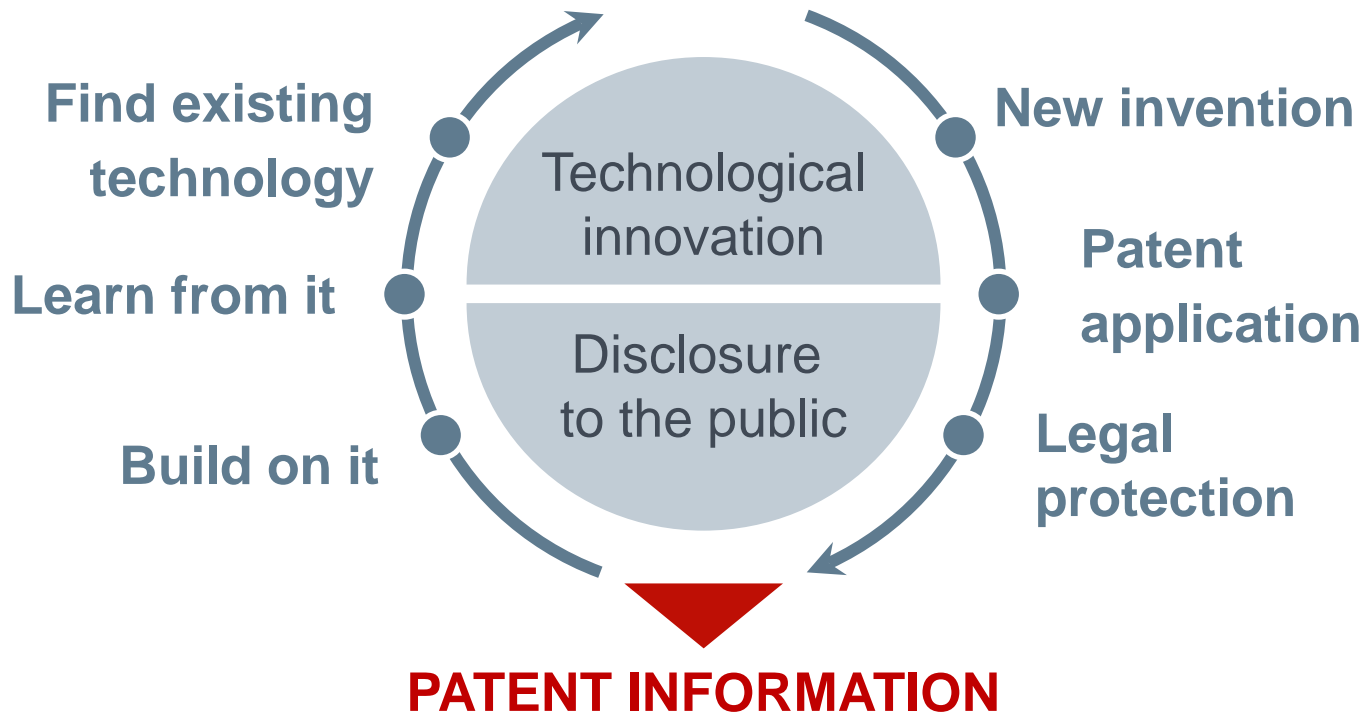 Find existing
technology
Learn from it
Build on it
Technological
innovation
Disclosure
to the public
New invention
Patent
application
Legal
protection
PATENT INFORMATION